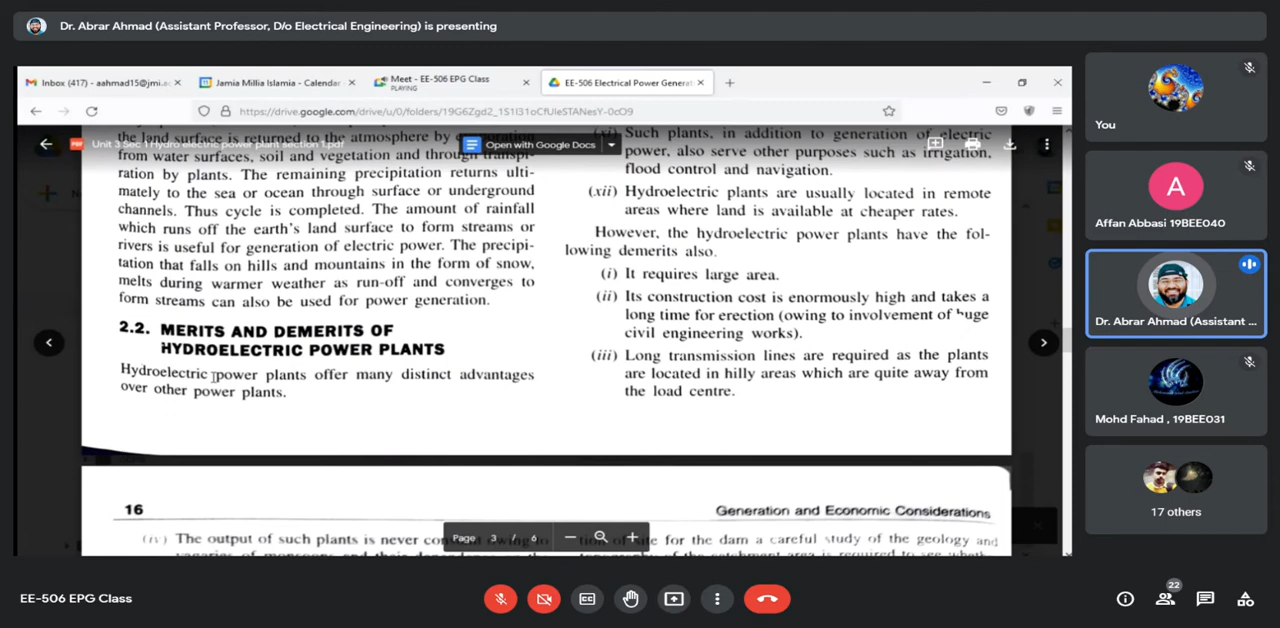 Dr. Abrar Ahmad (Assistant Professor, D/o Electrical Engineering) is presenting
Inbox (417) - aahmad15@jmi.a
Jamia Millia Islamia - Calendar
Meet - EE-506 EPG Class
PLAYING
EE-506 Electrical Power Generat
https://drive.google.com/drive/u/0/folders/19G6Zgd2_1S1I31oCfUIeSTANesY-0cO9
Unit 3 Sec 1 Hydro electric power plant section 1.pdf
Open with Google Docs
the land surface is returned to the atmosphere by
from water surfaces, soil and vegetation and through transpi-
ration by plants. The remaining precipitation returns ulti-
mately to the sea or ocean through surface or underground
channels. Thus cycle is completed. The amount of rainfall
which runs off the earth's land surface to form streams or
rivers is useful for generation of electric power. The precipi-
tation that falls on hills and mountains in the form of snow,
melts during warmer weather as run-off and converges to
form streams can also be used for power generation.
2.2. MERITS AND DEMERITS OF
HYDROELECTRIC POWER PLANTS
Hydroelectric power plants offer many distinct advantages
over other power plants.
Such plants, in addition to generation of electric
power, also serve other purposes such as irrigation,
flood control and navigation.
(xii) Hydroelectric plants are usually located in remote
areas where land is available at cheaper rates.
However, the hydroelectric power plants have the fol-
lowing demerits also.
(i) It requires large area.
(ii) Its construction cost is enormously high and takes a
long time for erection (owing to involvement of huge
civil engineering works).
(iii) Long transmission lines are required as the plants
are located in hilly areas which are quite away from
the load centre.
16
Generation and Economic Considerations
(iv) The output of such plants is never
site for the dam a careful study of the geology and
Page 3 / 6
You
A
Affan Abbasi 19BEE040
Dr. Abrar Ahmad (Assistant ...
Mohd Fahad , 19BEE031
17 others
EE-506 EPG Class
22